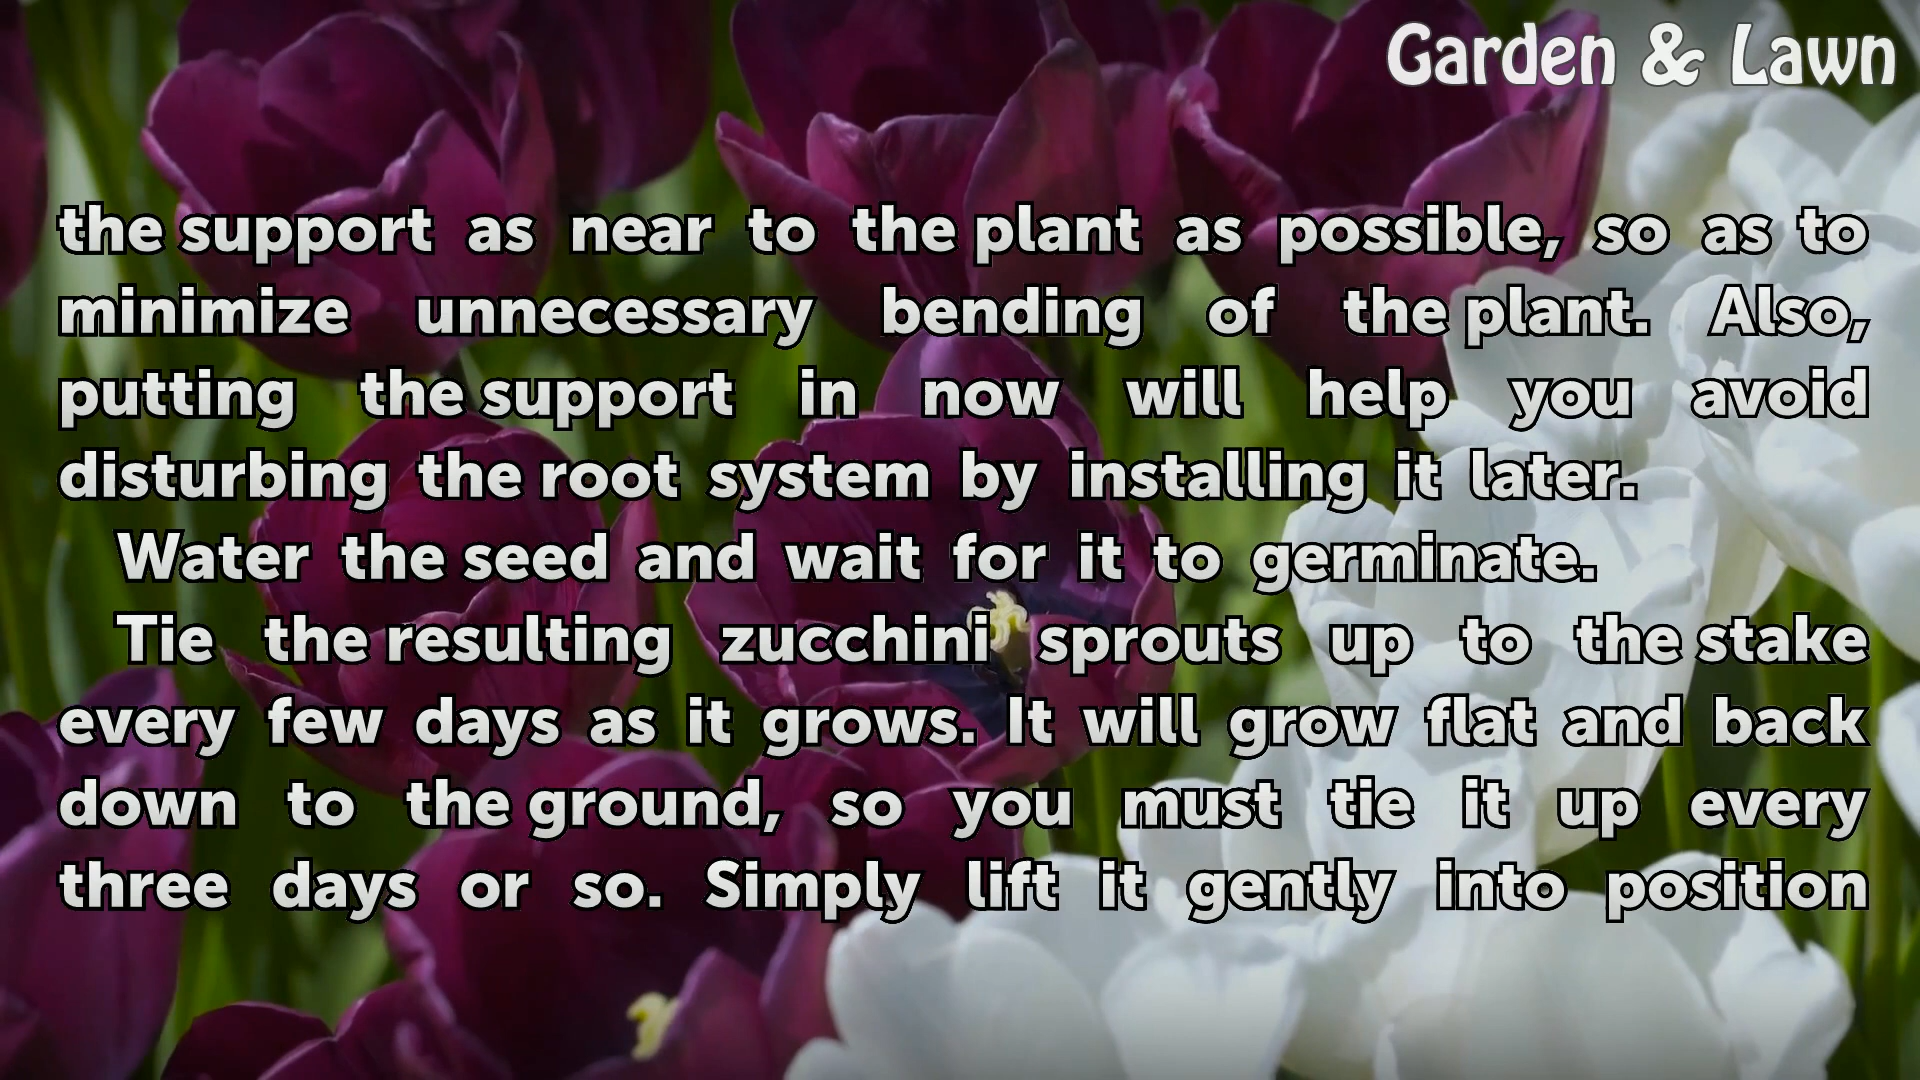 Garden & Lawn
the support as near to the plant as possible, so as to
minimize unnecessary bending of the plant. Also,
putting the support in now will help you avoid
disturbing the root system by installing it later.
Water the seed and wait for it to germinate.
Tie the resulting zucchini sprouts up to the stake
every few days as it grows. It will grow flat and back
down to the ground, so you must tie it up every
three days or so. Simply lift it gently into position